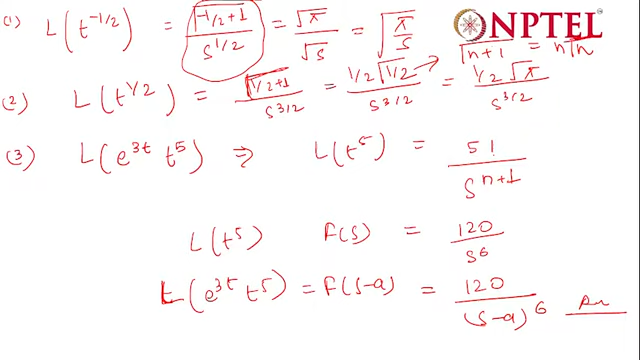 (1) L(t^{-1/2}) = Γ(-1/2+1) / s^{1/2} = √π / √s = √(π/s) NPTEL
Γ(n+1) = nΓn
(2) L(t^{1/2}) = Γ(1/2+1) / s^{3/2} = 1/2 Γ(1/2) / s^{3/2} = 1/2 √π / s^{3/2}
(3) L(e^{3t} t^5) ⇒ L(t^5) = 5! / s^{n+1}
L(t^5) F(s) = 120 / s^6
L(e^{3t} t^5) = F(s-a) = 120 / (s-a)^6 Ans